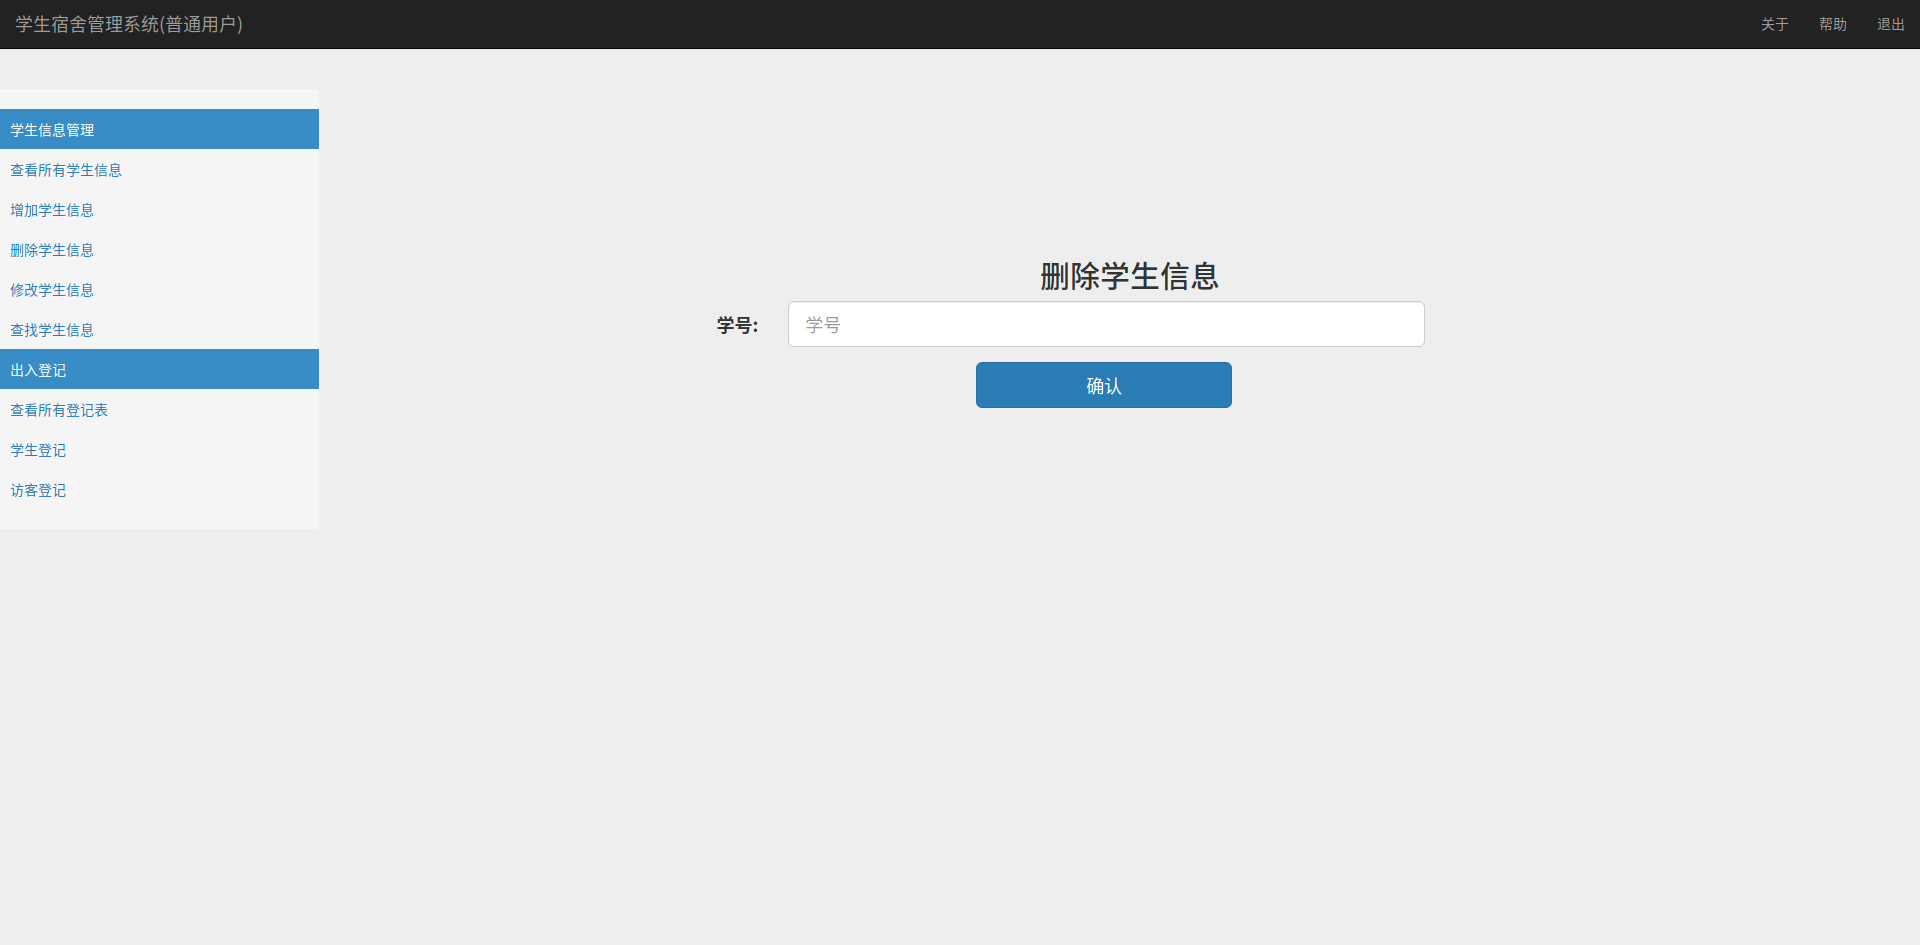 学生宿舍管理系统(普通用户)
关于
帮助
退出
学生信息管理
查看所有学生信息
增加学生信息
删除学生信息
修改学生信息
查找学生信息
出入登记
查看所有登记表
学生登记
访客登记
删除学生信息
学号:
学号
确认